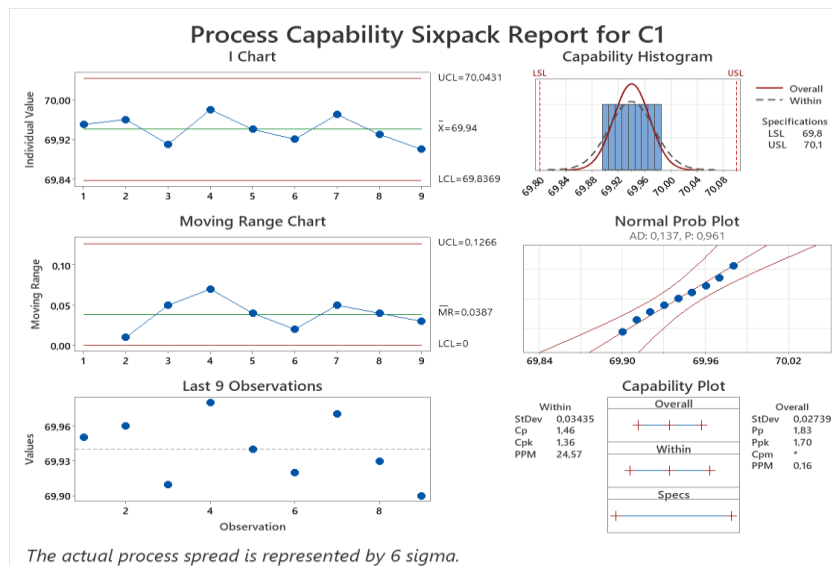 Process Capability Sixpack Report for C1
I Chart
Individual Value
70,00
69,92
69,84
1 2 3 4 5 6 7 8 9
UCL=70,0431
_
X=69,94
LCL=69,8369
Moving Range Chart
Moving Range
0,10
0,05
0,00
1 2 3 4 5 6 7 8 9
UCL=0,1266
__
MR=0,0387
LCL=0
Last 9 Observations
Values
69,96
69,93
69,90
2 4 6 8
Observation
Capability Histogram
LSL USL
69,80 69,84 69,88 69,92 69,96 70,00 70,04 70,08
Overall
Within
Specifications
LSL 69,8
USL 70,1
Normal Prob Plot
AD: 0,137, P: 0,961
69,84 69,90 69,96 70,02
Capability Plot
Within
StDev 0,03435
Cp 1,46
Cpk 1,36
PPM 24,57
Overall
Within
Specs
Overall
StDev 0,02739
Pp 1,83
Ppk 1,70
Cpm *
PPM 0,16
The actual process spread is represented by 6 sigma.